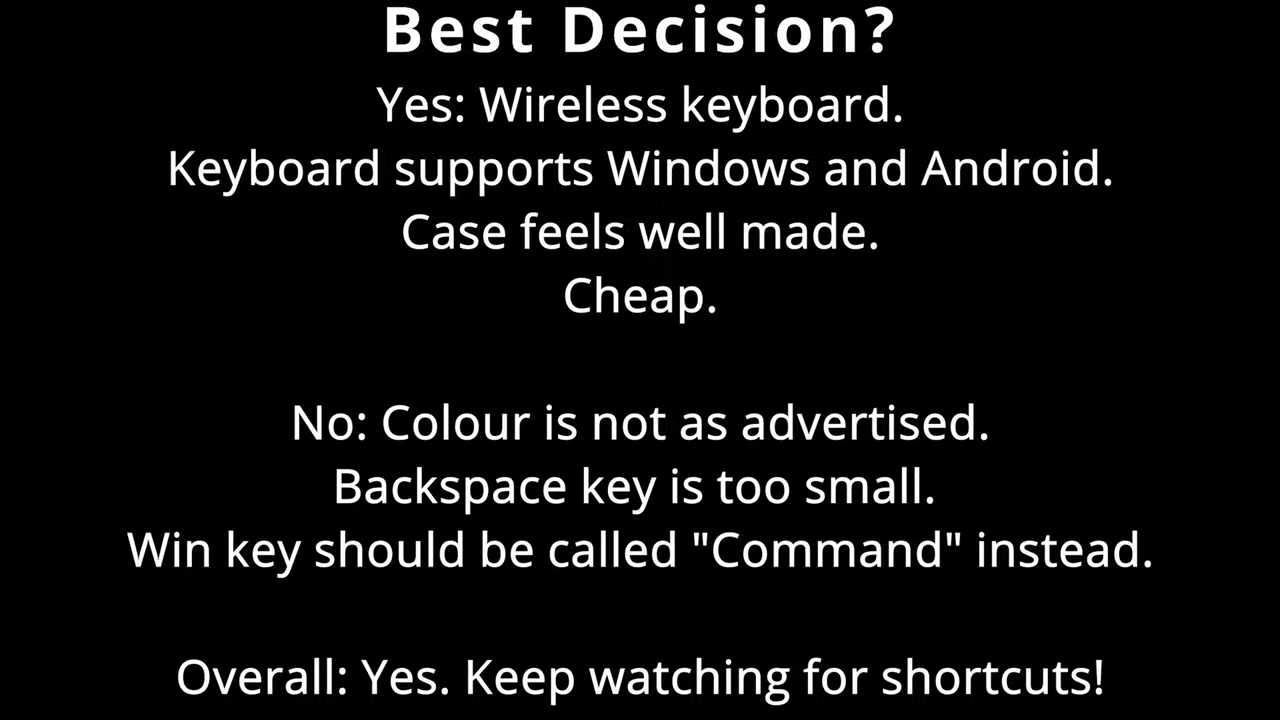 Best Decision?
Yes: Wireless keyboard.
Keyboard supports Windows and Android.
Case feels well made.
Cheap.
No: Colour is not as advertised.
Backspace key is too small.
Win key should be called "Command" instead.
Overall: Yes. Keep watching for shortcuts!